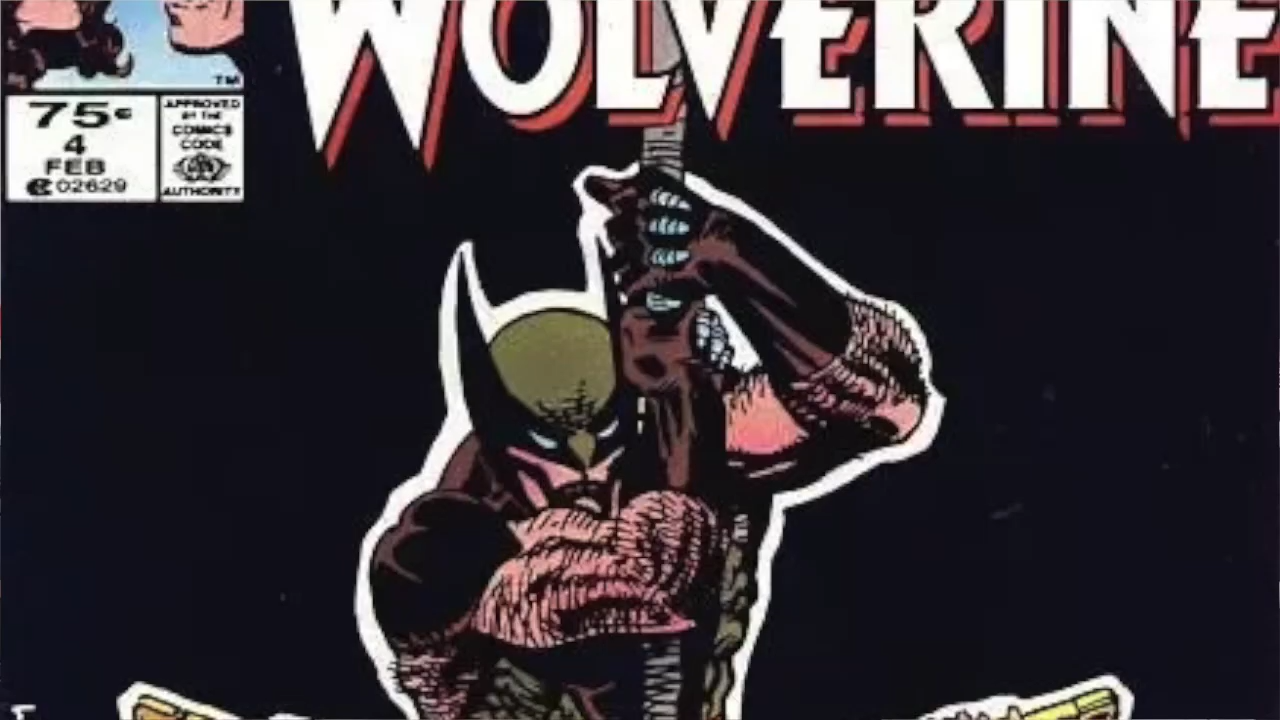 WOLVERINE
TM
75¢
4
FEB
02629
APPROVED
BY THE
COMICS
CODE
AUTHORITY